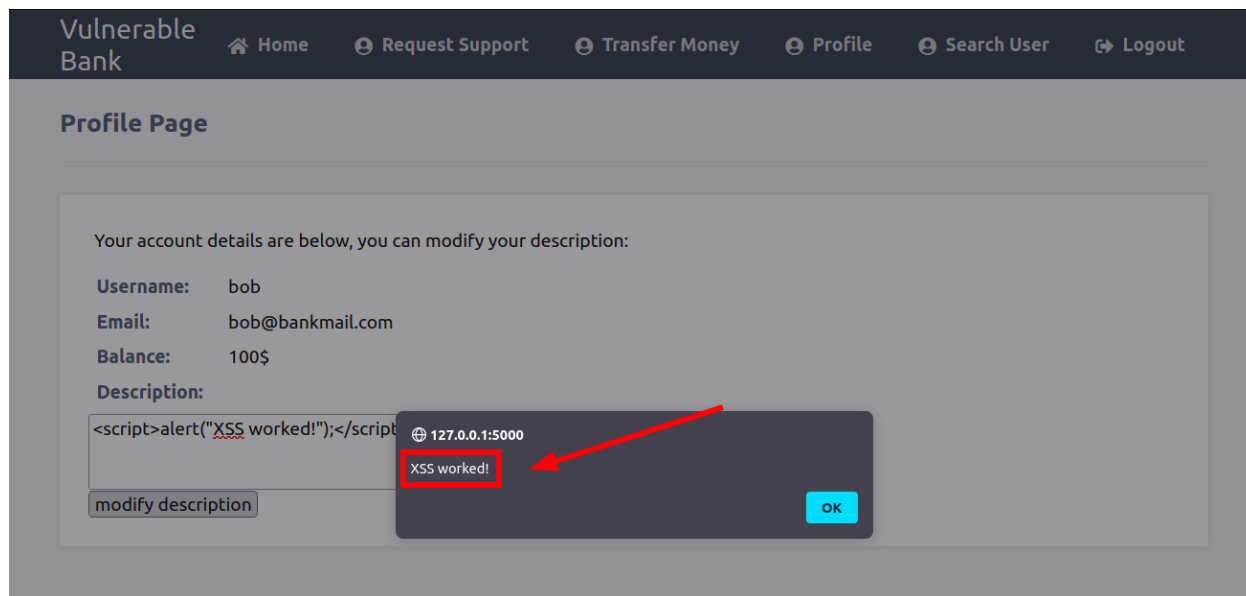 Vulnerable
Bank
Home
Request Support
Transfer Money
Profile
Search User
Logout
Profile Page
Your account details are below, you can modify your description:
Username: bob
Email: bob@bankmail.com
Balance: 100$
Description:
<script>alert("XSS worked!");</script
127.0.0.1:5000
XSS worked!
OK
modify description